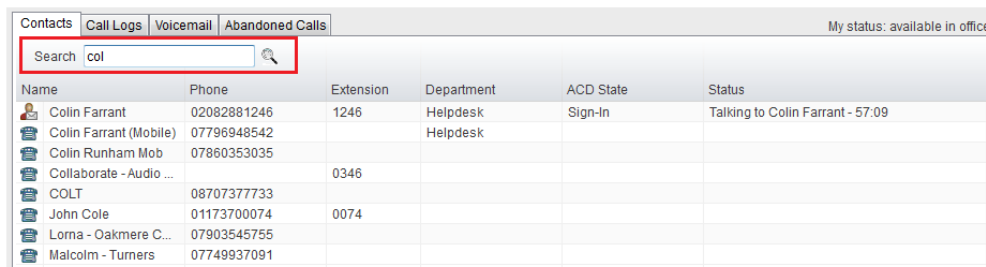 Contacts Call Logs Voicemail Abandoned Calls My status: available in office
Search col
Name Phone Extension Department ACD State Status
Colin Farrant 02082881246 1246 Helpdesk Sign-In Talking to Colin Farrant - 57:09
Colin Farrant (Mobile) 07796948542 Helpdesk
Colin Runham Mob 07860353035
Collaborate - Audio ... 0346
COLT 08707377733
John Cole 01173700074 0074
Lorna - Oakmere C... 07903545755
Malcolm - Turners 07749937091